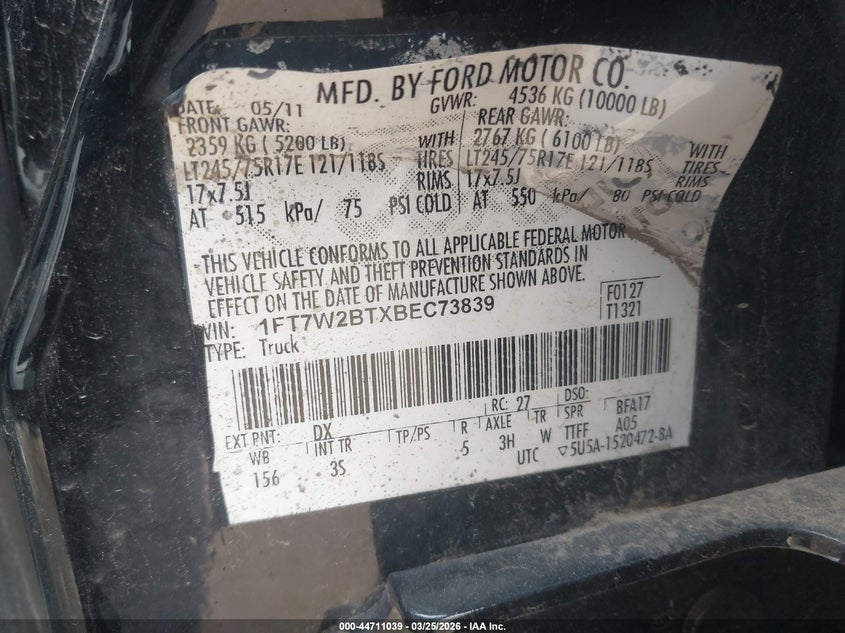 MFD. BY FORD MOTOR CO.
DATE: 05/11 GVWR: 4536 KG (10000 LB)
FRONT GAWR: REAR GAWR:
2359 KG ( 5200 LB) WITH 2767 KG ( 6100 LB) WITH
LT245/75R17E 121/118S TIRES LT245/75R17E 121/118S TIRES
17x7.5J RIMS 17x7.5J RIMS
AT 515 kPa/ 75 PSI COLD AT 550 kPa/ 80 PSI COLD
THIS VEHICLE CONFORMS TO ALL APPLICABLE FEDERAL MOTOR
VEHICLE SAFETY AND THEFT PREVENTION STANDARDS IN
EFFECT ON THE DATE OF MANUFACTURE SHOWN ABOVE.
VIN: 1FT7W2BTXBEC73839 F0127
TYPE: Truck T1321
RC: 27 DSO:
EXT PNT: DX BFA17
WB INT TR TP/PS R AXLE TR SPR
156 3S 5 3H W TTFF A05
UTC ▽5U5A-1520472-BA
000-44711039 - 03/25/2026 - IAA Inc.